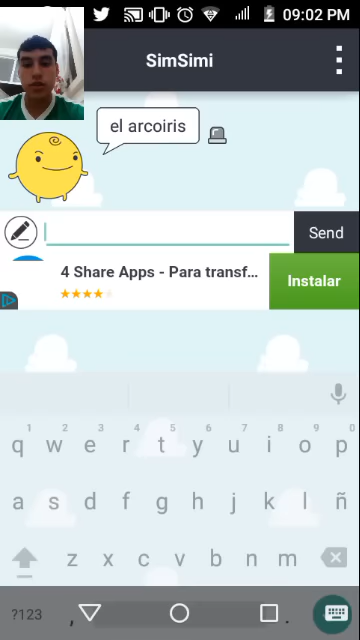 09:02 PM
SimSimi
el arcoiris
Send
4 Share Apps - Para transf...
Instalar
1 2 3 4 5 6 7 8 9 0
q w e r t y u i o p
a s d f g h j k l ñ
z x c v b n m
?123 , .